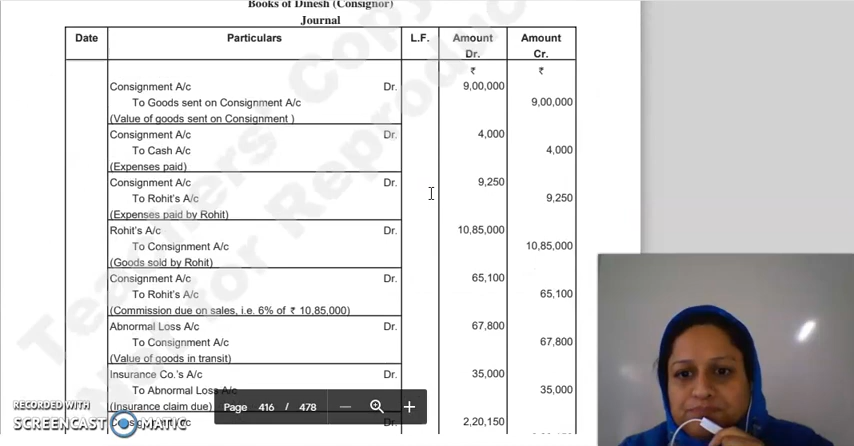 Books of Dinesh (Consignor)
Journal
Date Particulars L.F. Amount Dr. Amount Cr.
₹ ₹
Consignment A/c Dr. 9,00,000
To Goods sent on Consignment A/c 9,00,000
(Value of goods sent on Consignment )
Consignment A/c Dr. 4,000
To Cash A/c 4,000
(Expenses paid)
Consignment A/c Dr. 9,250
To Rohit's A/c 9,250
(Expenses paid by Rohit)
Rohit's A/c Dr. 10,85,000
To Consignment A/c 10,85,000
(Goods sold by Rohit)
Consignment A/c Dr. 65,100
To Rohit's A/c 65,100
(Commission due on sales, i.e. 6% of ₹ 10,85,000)
Abnormal Loss A/c Dr. 67,800
To Consignment A/c 67,800
(Value of goods in transit)
Insurance Co.'s A/c Dr. 35,000
To Abnormal Loss A/c 35,000
(Insurance claim due)
Dr. 2,20,150
Page 416 / 478
RECORDED WITH
SCREENCAST MATIC